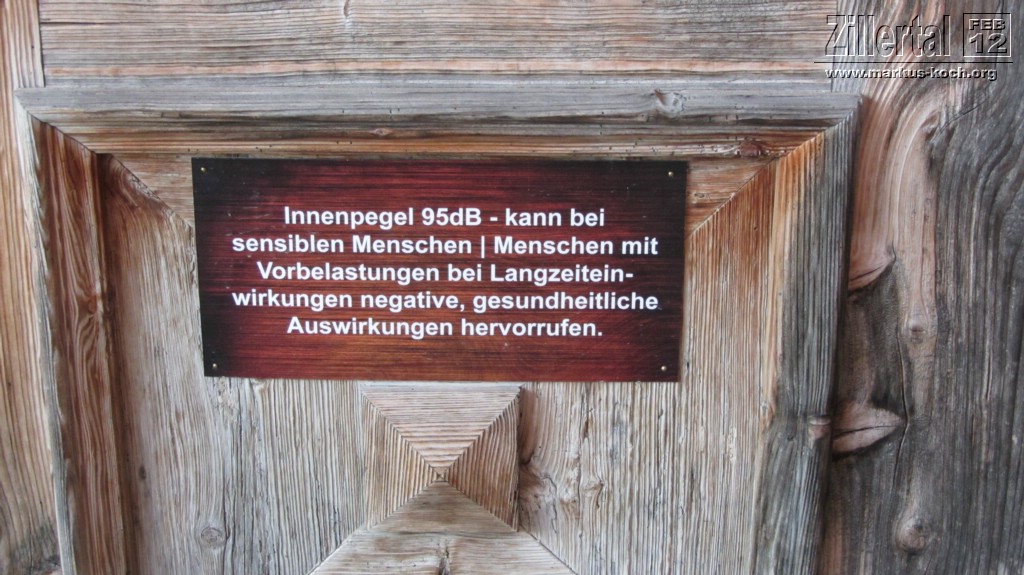 Zillertal FEB
12
www.markus-koch.org
Innenpegel 95dB - kann bei
sensiblen Menschen | Menschen mit
Vorbelastungen bei Langzeitein-
wirkungen negative, gesundheitliche
Auswirkungen hervorrufen.